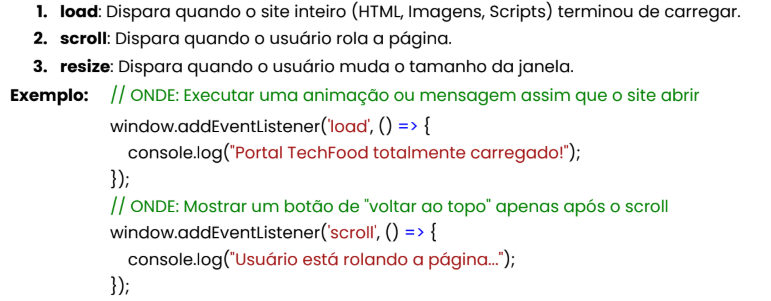 1. load: Dispara quando o site inteiro (HTML, Imagens, Scripts) terminou de carregar.
2. scroll: Dispara quando o usuário rola a página.
3. resize: Dispara quando o usuário muda o tamanho da janela.
Exemplo: // ONDE: Executar uma animação ou mensagem assim que o site abrir
window.addEventListener('load', () => {
console.log("Portal TechFood totalmente carregado!");
});
// ONDE: Mostrar um botão de "voltar ao topo" apenas após o scroll
window.addEventListener('scroll', () => {
console.log("Usuário está rolando a página...");
});